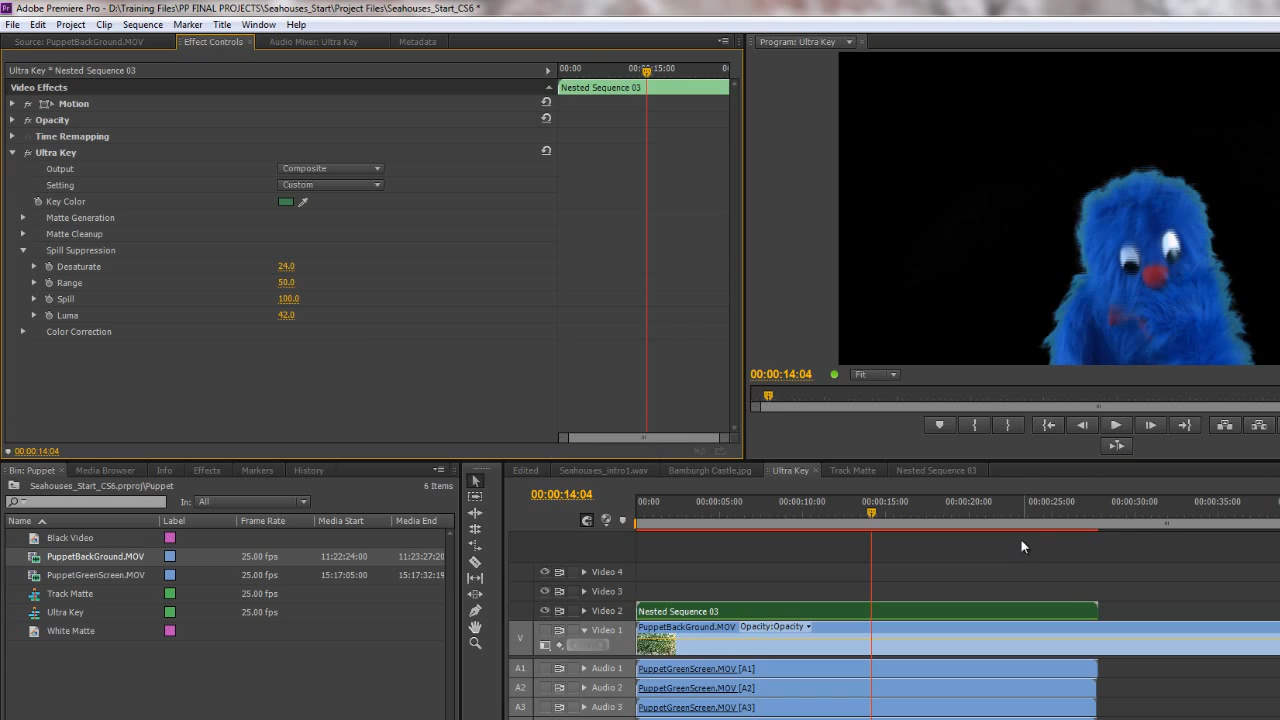 Adobe Premiere Pro - D:\Training Files\PP FINAL PROJECTS\Seahouses_Start\Project Files\Seahouses_Start_CS6 *
File Edit Project Clip Sequence Marker Title Window Help
Source: PuppetBackGround.MOV Effect Controls Audio Mixer: Ultra Key Metadata
Program: Ultra Key
Ultra Key * Nested Sequence 03
00:00 00:00:15:00
Video Effects
Nested Sequence 03
Motion
Opacity
Time Remapping
Ultra Key
Output Composite
Setting Custom
Key Color
Matte Generation
Matte Cleanup
Spill Suppression
Desaturate 24.0
Range 50.0
Spill 100.0
Luma 42.0
Color Correction
00:00:14:04
00:00:14:04 Fit
Bin: Puppet Media Browser Info Effects Markers History
Seahouses_Start_CS6.prproj\Puppet 6 Items
In: All
Name Label Frame Rate Media Start Media End
Black Video
PuppetBackGround.MOV 25.00 fps 11:22:24:00 11:23:27:20
PuppetGreenScreen.MOV 25.00 fps 15:17:05:00 15:17:32:19
Track Matte 25.00 fps
Ultra Key 25.00 fps
White Matte
Edited Seahouses_intro1.wav Bamburgh Castle.jpg Ultra Key Track Matte Nested Sequence 03
00:00:14:04
00:00 00:00:05:00 00:00:10:00 00:00:15:00 00:00:20:00 00:00:25:00 00:00:30:00 00:00:35:00
Video 4
Video 3
Video 2 Nested Sequence 03
V Video 1 PuppetBackGround.MOV Opacity:Opacity
A1 Audio 1 PuppetGreenScreen.MOV [A1]
A2 Audio 2 PuppetGreenScreen.MOV [A2]
A3 Audio 3 PuppetGreenScreen.MOV [A3]